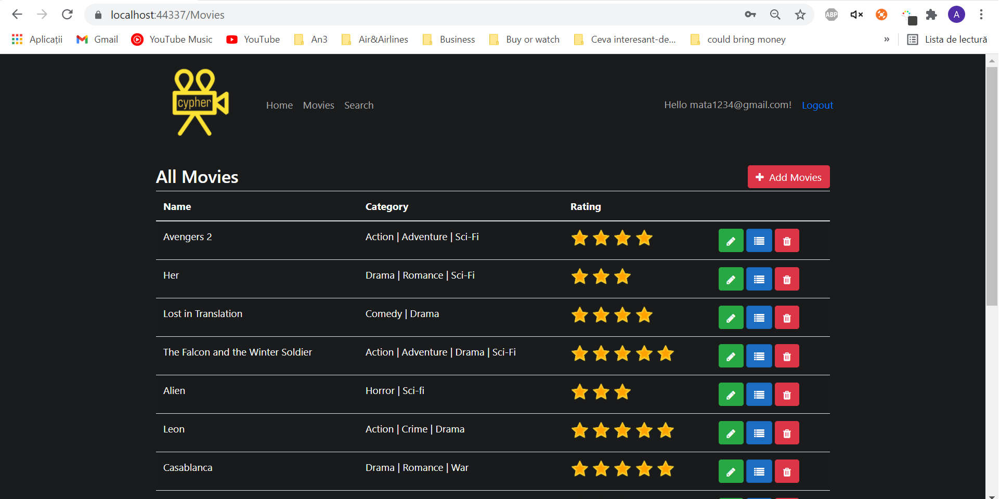 localhost:44337/Movies
ABP
A
Aplicații Gmail YouTube Music YouTube An3 Air&Airlines Business Buy or watch Ceva interesant-de... could bring money » Lista de lectură
cypher
Home Movies Search Hello mata1234@gmail.com! Logout
All Movies + Add Movies
Name Category Rating
Avengers 2 Action | Adventure | Sci-Fi
Her Drama | Romance | Sci-Fi
Lost in Translation Comedy | Drama
The Falcon and the Winter Soldier Action | Adventure | Drama | Sci-Fi
Alien Horror | Sci-fi
Leon Action | Crime | Drama
Casablanca Drama | Romance | War